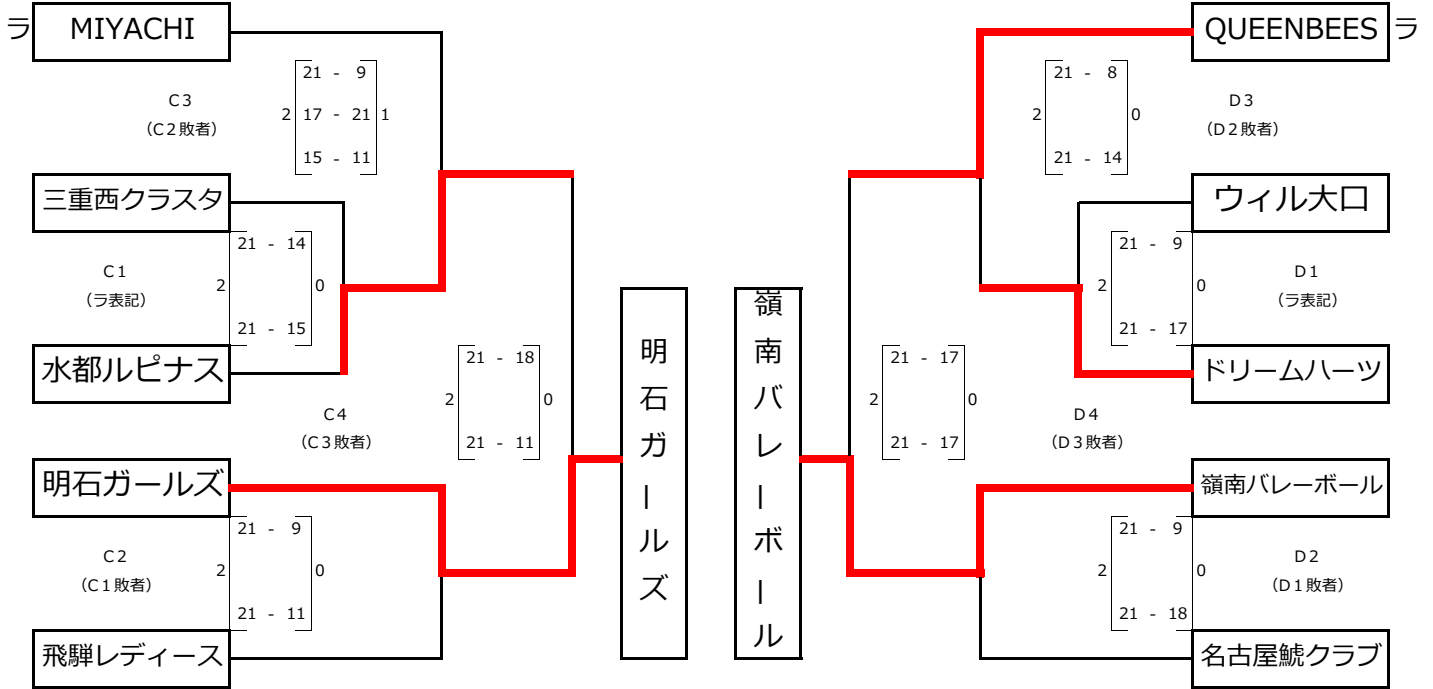 ラ MIYACHI
21 - 9
C3
(C2敗者)
2 17 - 21 1
15 - 11
三重西クラスタ
21 - 14
C1
(ラ表記)
2 0
21 - 15
水都ルピナス
21 - 18
C4
(C3敗者)
2 0
21 - 11
明石ガールズ
21 - 9
C2
(C1敗者)
2 0
21 - 11
飛騨レディース
明石ガールズ
嶺南バレーボール
QUEENBEES ラ
21 - 8
D3
(D2敗者)
2 0
21 - 14
ウィル大口
21 - 9
D1
(ラ表記)
2 0
21 - 17
ドリームハーツ
21 - 17
2 0
D4
(D3敗者)
21 - 17
嶺南バレーボール
21 - 9
D2
(D1敗者)
2 0
21 - 18
名古屋鯱クラブ